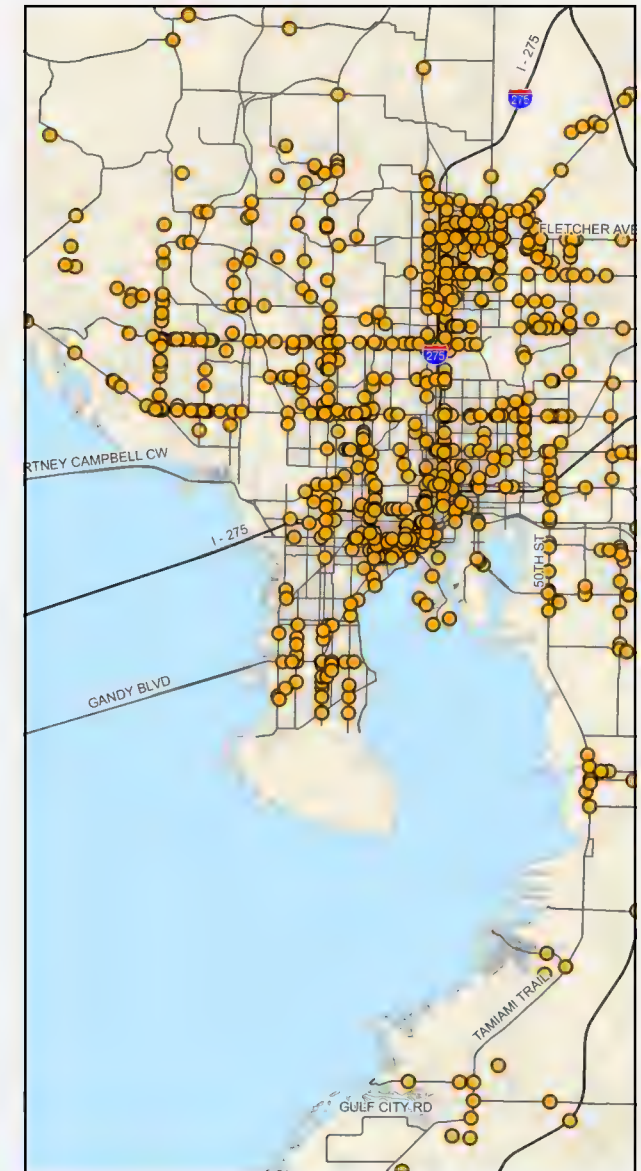 I - 275
275
FLETCHER AVE
275
RTNEY CAMPBELL CW
I - 275
50TH ST
GANDY BLVD
TAMIAMI TRAIL
GULF CITY RD